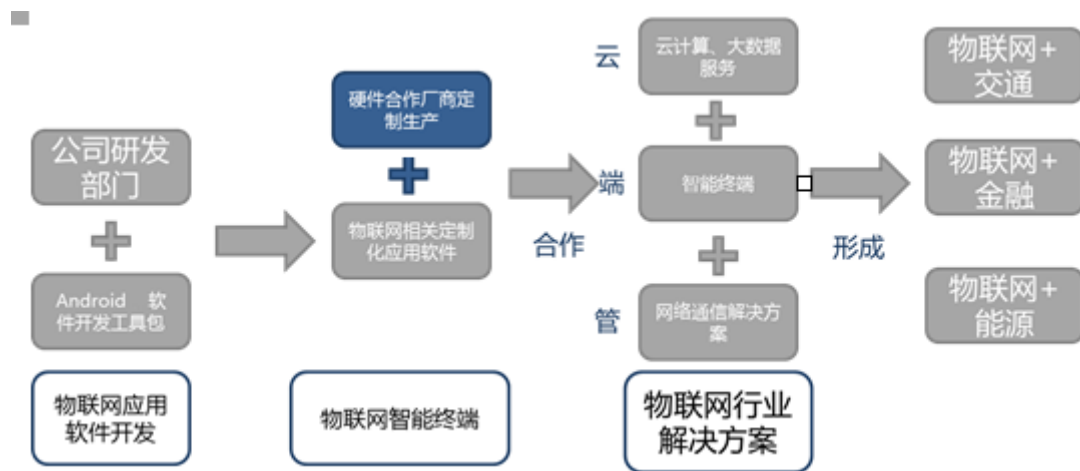 公司研发
部门
Android 软
件开发工具包
物联网应用
软件开发
硬件合作厂商定
制生产
物联网相关定制
化应用软件
物联网智能终端
合作
云
云计算、大数据
服务
端
智能终端
管
网络通信解决方
案
物联网行业
解决方案
形成
物联网+
交通
物联网+
金融
物联网+
能源